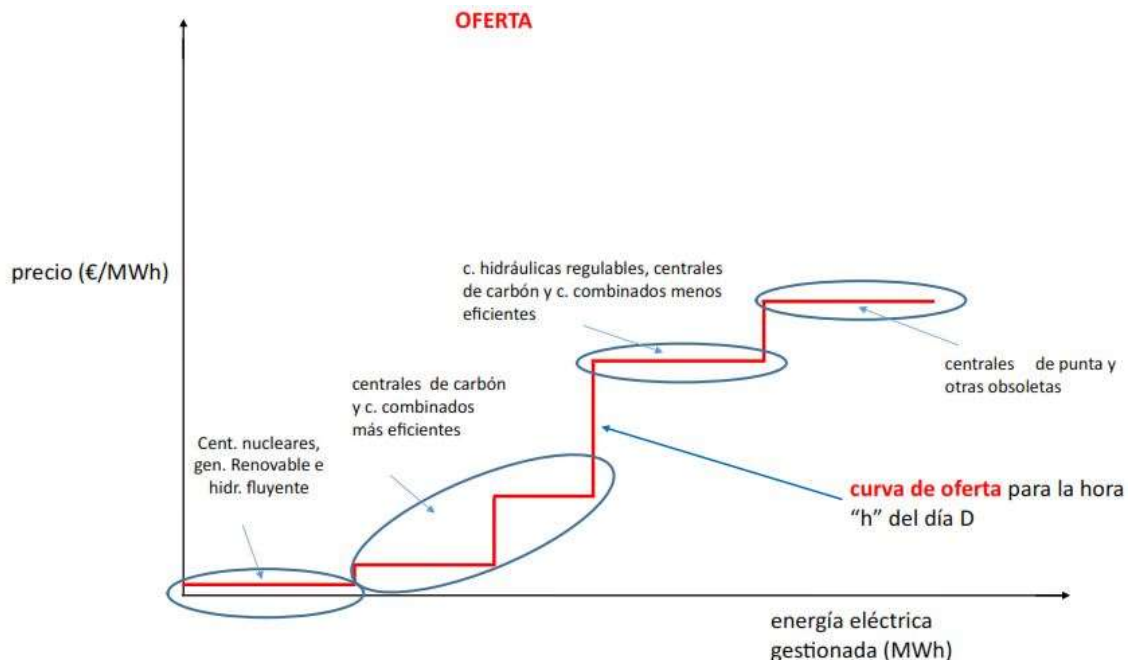 OFERTA
precio (€/MWh)
c. hidráulicas regulables, centrales
de carbón y c. combinados menos
eficientes
centrales de punta y
otras obsoletas
centrales de carbón
y c. combinados
más eficientes
Cent. nucleares,
gen. Renovable e
hidr. fluyente
curva de oferta para la hora
“h” del día D
energía eléctrica
gestionada (MWh)